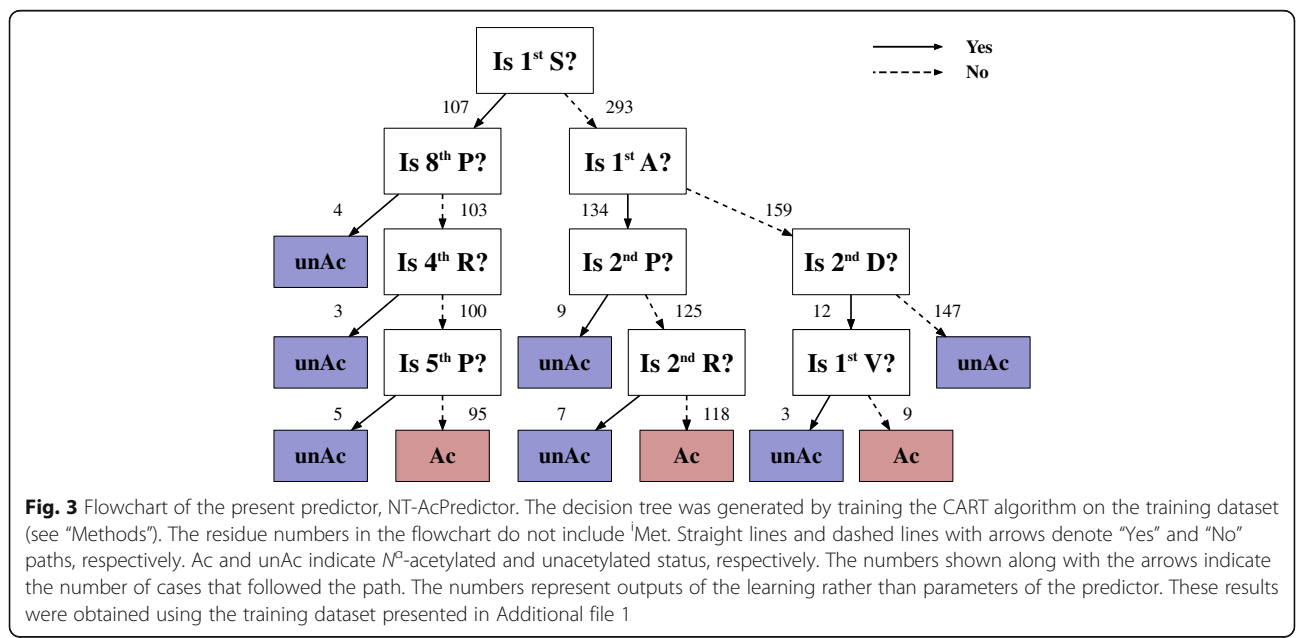 Is 1st S?
Yes
No
107
293
Is 8th P?
Is 1st A?
4
103
134
159
unAc
Is 4th R?
Is 2nd P?
Is 2nd D?
3
100
9
125
12
147
unAc
Is 5th P?
unAc
Is 2nd R?
Is 1st V?
unAc
5
95
7
118
3
9
unAc
Ac
unAc
Ac
unAc
Ac
Fig. 3 Flowchart of the present predictor, NT-AcPredictor. The decision tree was generated by training the CART algorithm on the training dataset
(see “Methods”). The residue numbers in the flowchart do not include iMet. Straight lines and dashed lines with arrows denote “Yes” and “No”
paths, respectively. Ac and unAc indicate Nα-acetylated and unacetylated status, respectively. The numbers shown along with the arrows indicate
the number of cases that followed the path. The numbers represent outputs of the learning rather than parameters of the predictor. These results
were obtained using the training dataset presented in Additional file 1